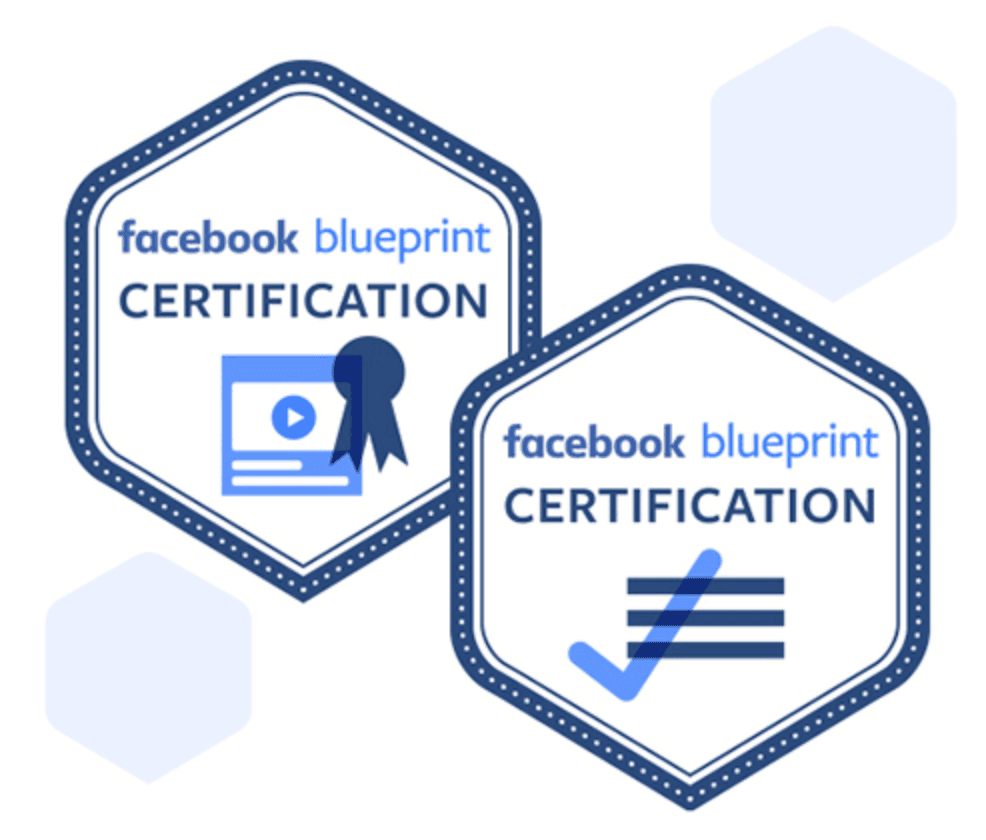 facebook blueprint
CERTIFICATION
facebook blueprint
CERTIFICATION